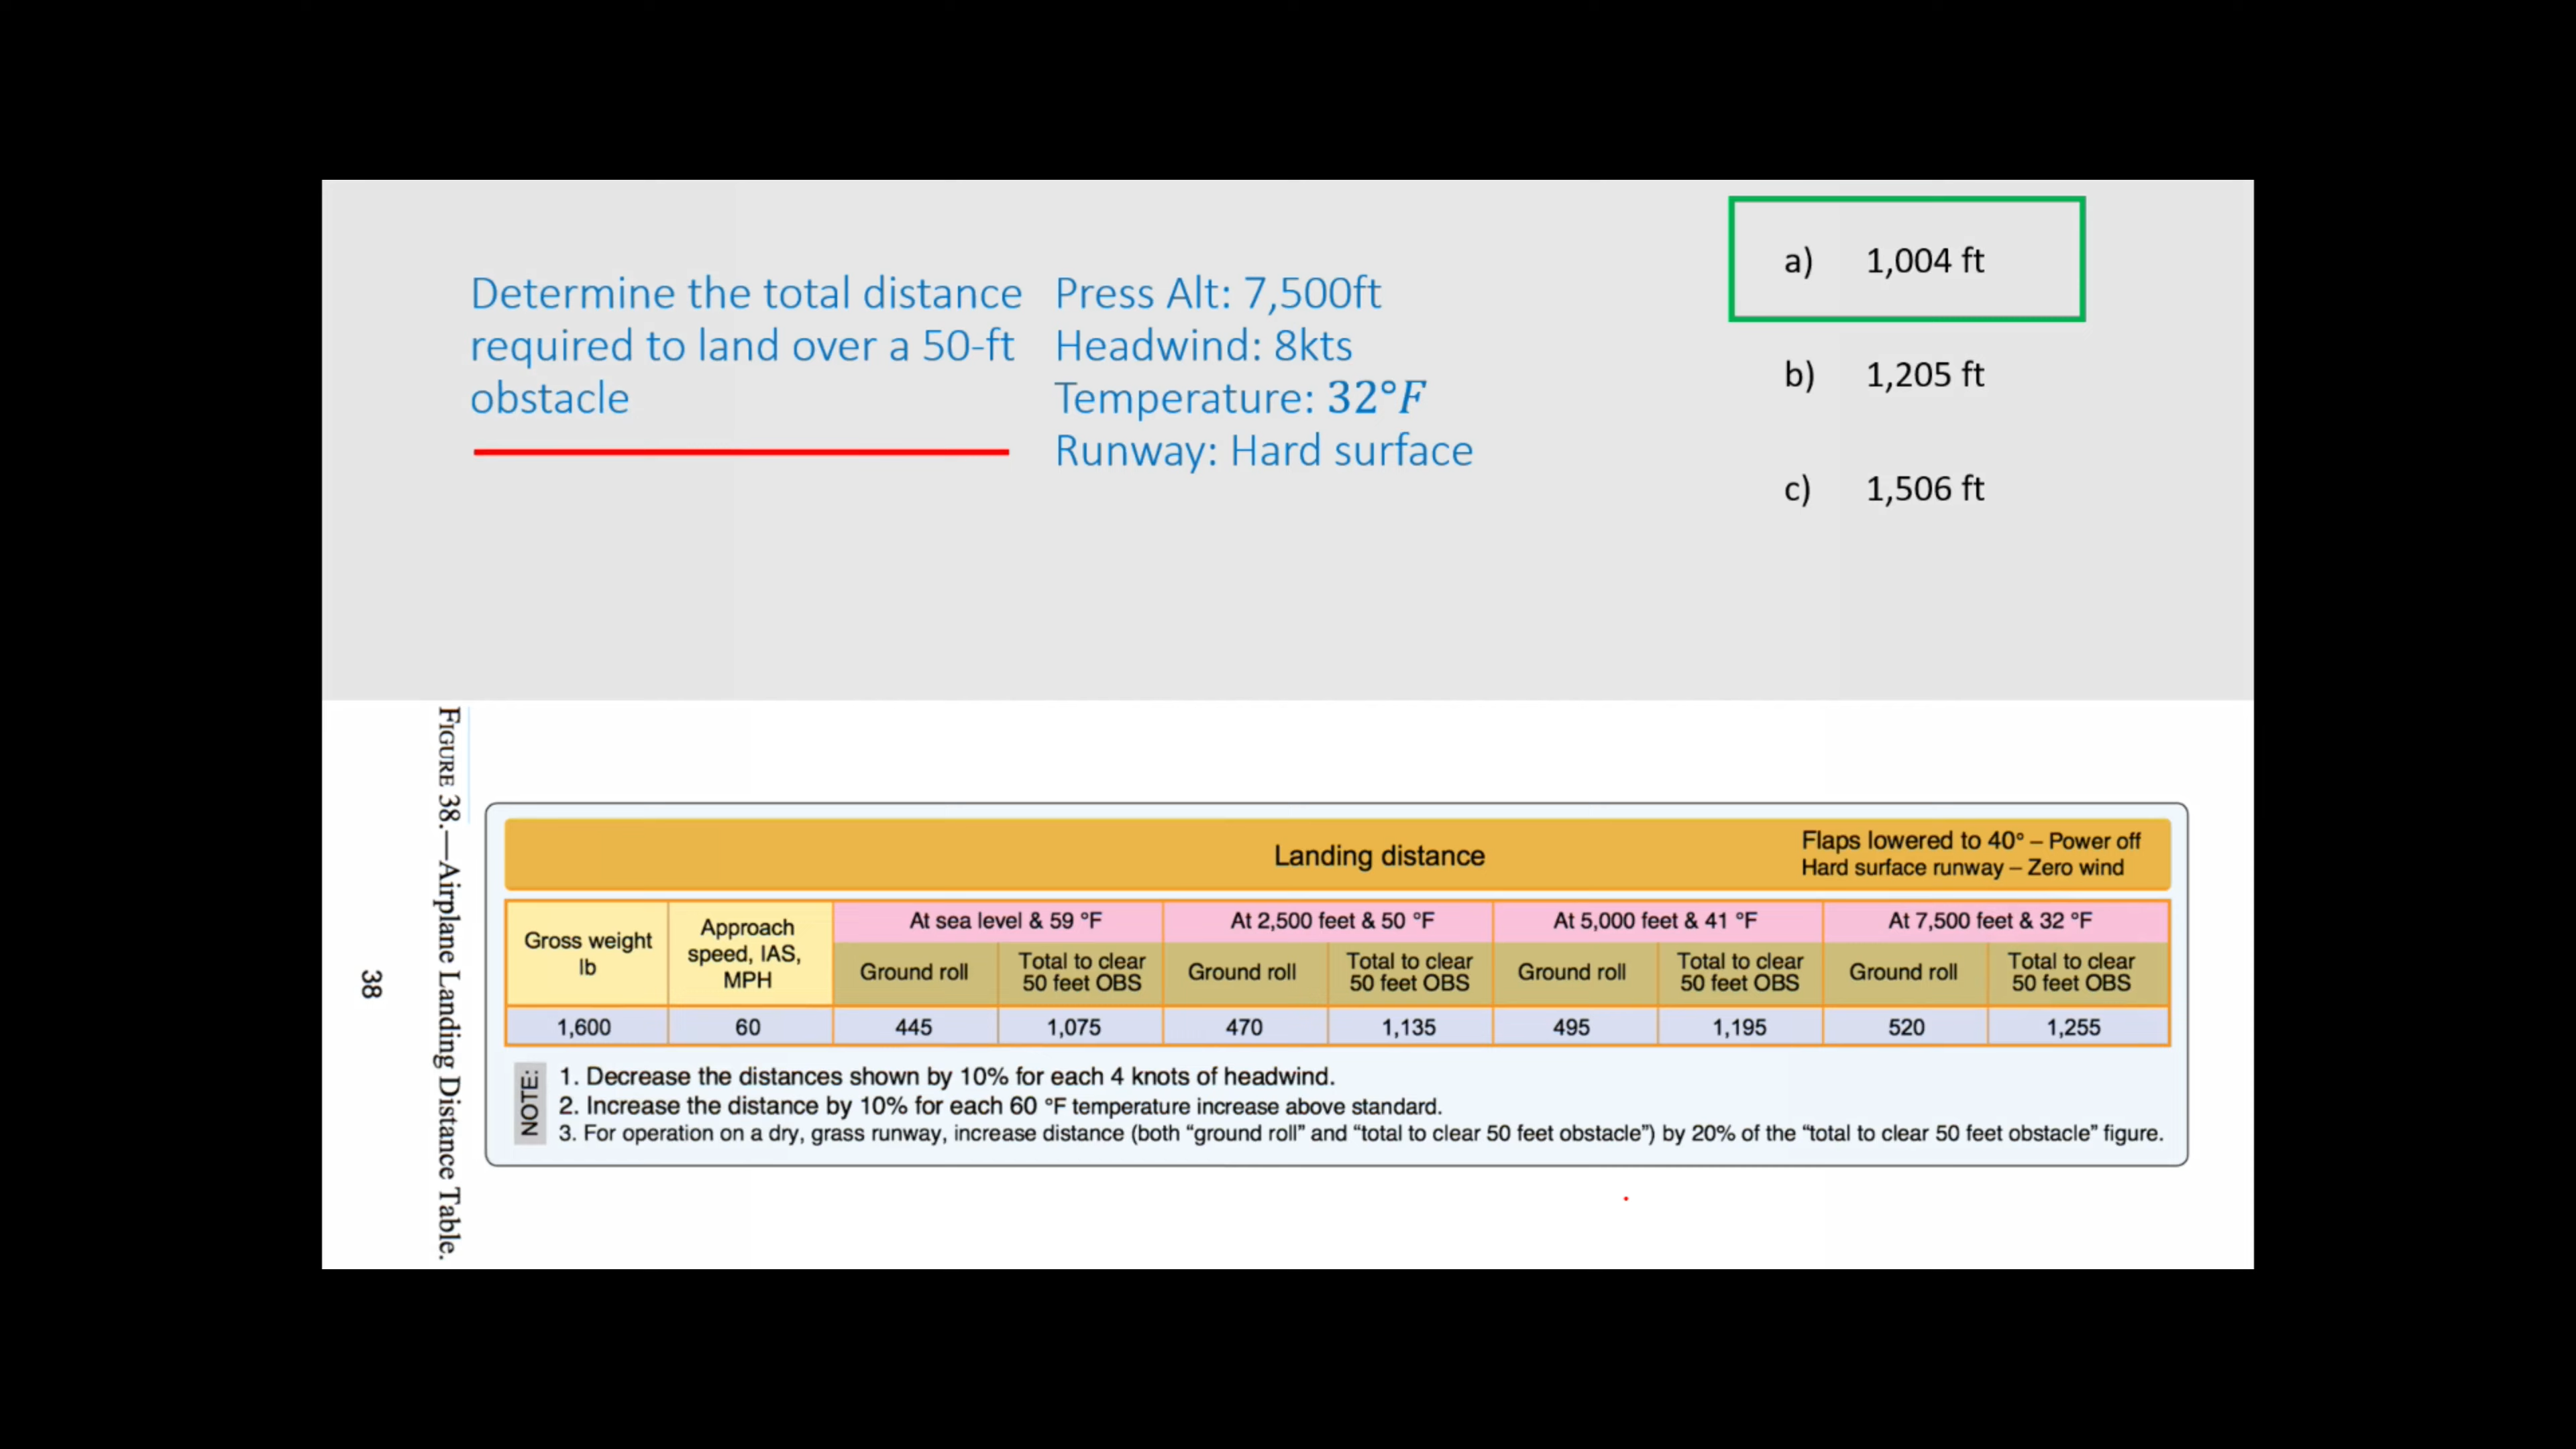 Determine the total distance
required to land over a 50-ft
obstacle
Press Alt: 7,500ft
Headwind: 8kts
Temperature: 32°F
Runway: Hard surface
a) 1,004 ft
b) 1,205 ft
c) 1,506 ft
FIGURE 38.—Airplane Landing Distance Table.
38
Landing distance
Flaps lowered to 40° – Power off
Hard surface runway – Zero wind
Gross weight
lb
Approach
speed, IAS,
MPH
At sea level & 59 °F
At 2,500 feet & 50 °F
At 5,000 feet & 41 °F
At 7,500 feet & 32 °F
Ground roll
Total to clear
50 feet OBS
Ground roll
Total to clear
50 feet OBS
Ground roll
Total to clear
50 feet OBS
Ground roll
Total to clear
50 feet OBS
1,600 60 445 1,075 470 1,135 495 1,195 520 1,255
NOTE:
1. Decrease the distances shown by 10% for each 4 knots of headwind.
2. Increase the distance by 10% for each 60 °F temperature increase above standard.
3. For operation on a dry, grass runway, increase distance (both “ground roll” and “total to clear 50 feet obstacle”) by 20% of the “total to clear 50 feet obstacle” figure.